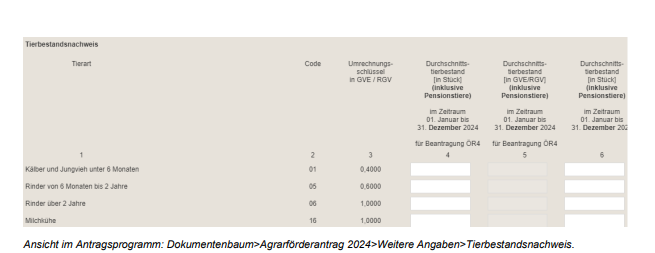 Tierbestandsnachweis
Tierart Code Umrechnungs- Durchschnitts- Durchschnitts- Durchschnitts-
schlüssel tierbestand tierbestand tierbestand
in GVE / RGV [in Stück] [in GVE/RGV] [in Stück]
(inklusive (inklusive (inklusive
Pensionstiere) Pensionstiere) Pensionstiere)
im Zeitraum im Zeitraum im Zeitraum
01. Januar bis 01. Januar bis 01. Januar bis
31. Dezember 2024 31. Dezember 2024 31. Dezember 202
für Beantragung ÖR4 für Beantragung ÖR4
1 2 3 4 5 6
Kälber und Jungvieh unter 6 Monaten 01 0,4000
Rinder von 6 Monaten bis 2 Jahre 05 0,6000
Rinder über 2 Jahre 06 1,0000
Milchkühe 16 1,0000
Ansicht im Antragsprogramm: Dokumentenbaum>Agrarförderantrag 2024>Weitere Angaben>Tierbestandsnachweis.